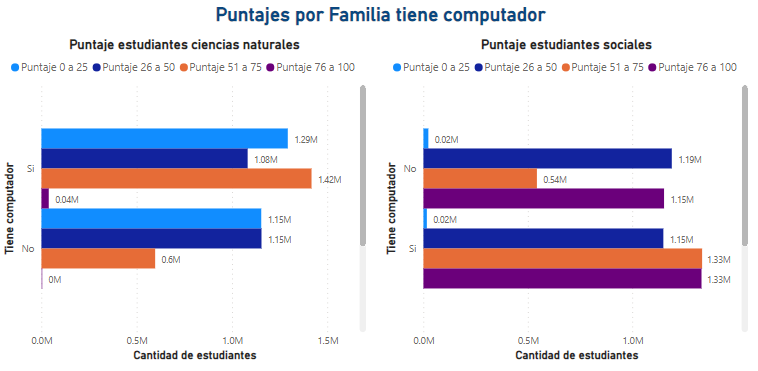 Puntajes por Familia tiene computador
Puntaje estudiantes ciencias naturales
Puntaje 0 a 25 Puntaje 26 a 50 Puntaje 51 a 75 Puntaje 76 a 100
Tiene computador
Si
1.29M
1.08M
1.42M
0.04M
No
1.15M
1.15M
0.6M
0M
0.0M 0.5M 1.0M 1.5M
Cantidad de estudiantes
Puntaje estudiantes sociales
Puntaje 0 a 25 Puntaje 26 a 50 Puntaje 51 a 75 Puntaje 76 a 100
Tiene computador
No
0.02M
1.19M
0.54M
1.15M
Si
0.02M
1.15M
1.33M
1.33M
0.0M 0.5M 1.0M
Cantidad de estudiantes